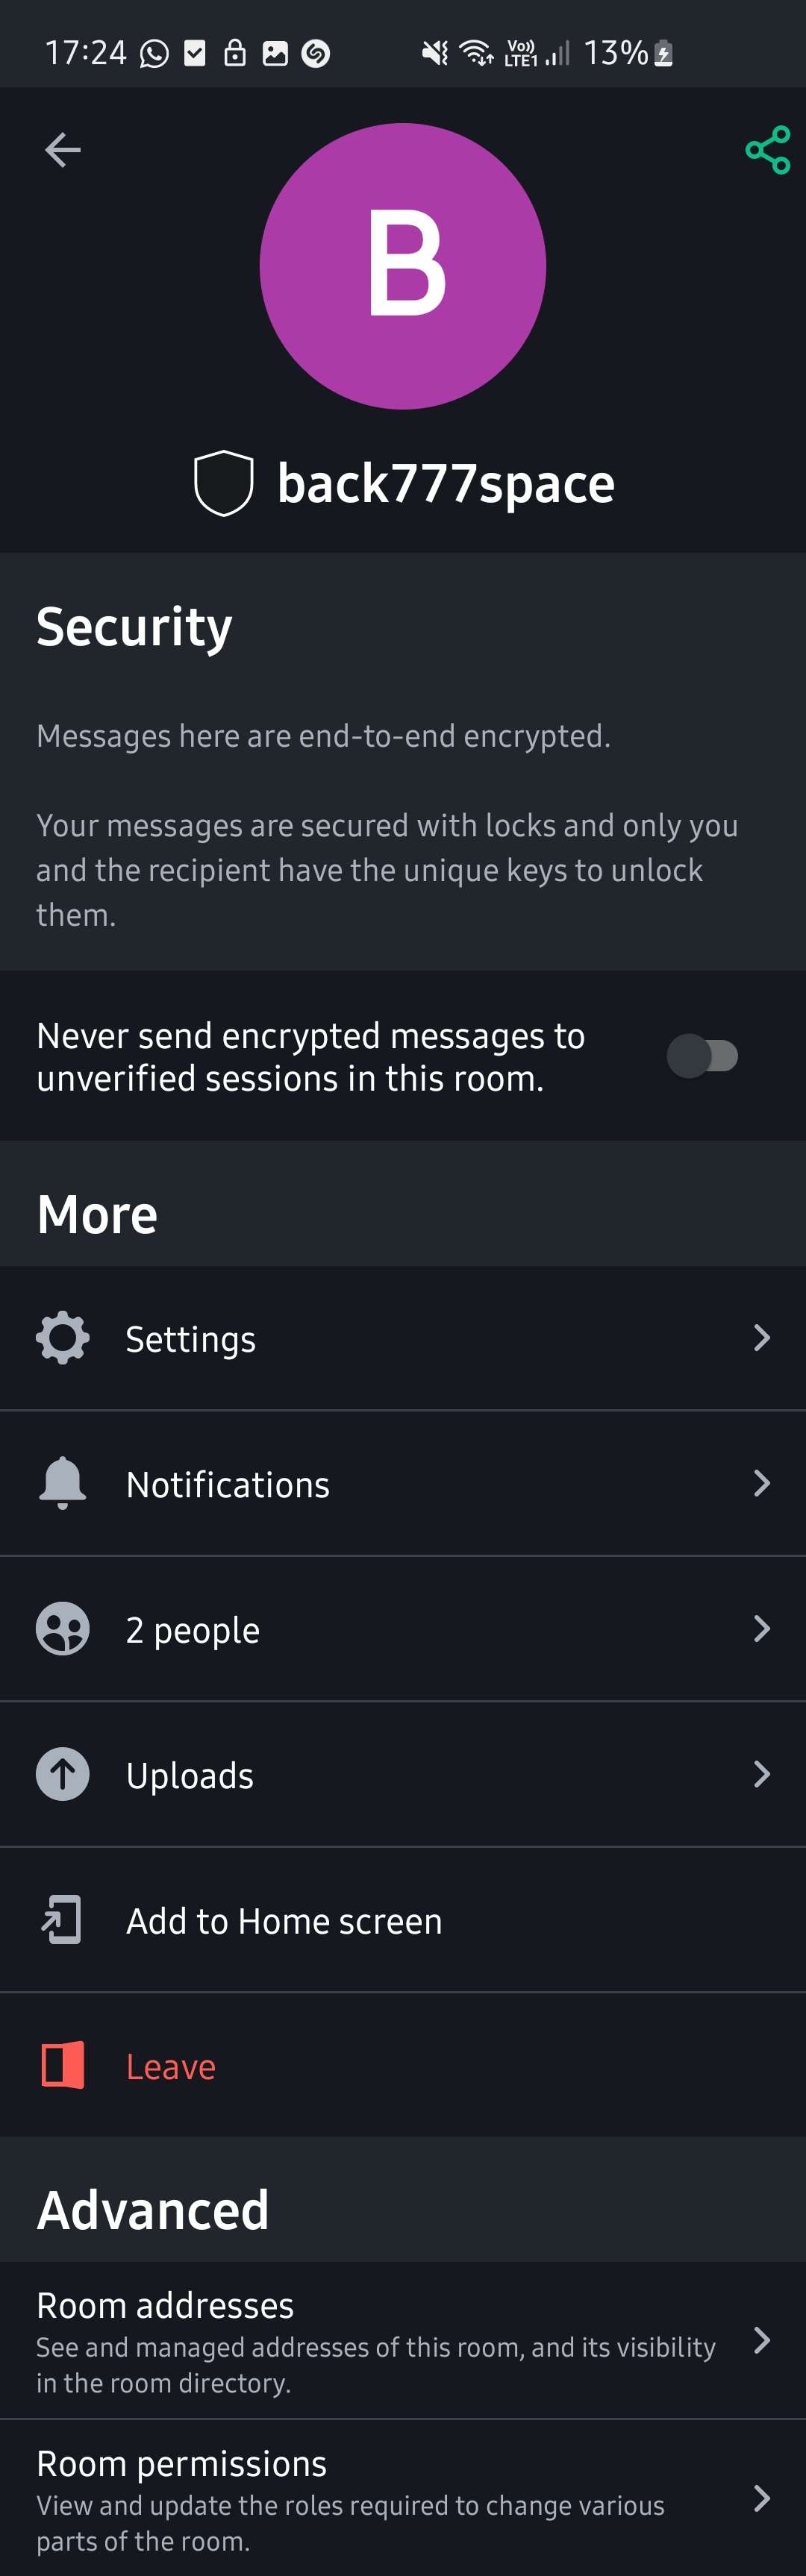 17:24 Vo)) LTE1 13%
B
back777space
Security
Messages here are end-to-end encrypted.
Your messages are secured with locks and only you
and the recipient have the unique keys to unlock
them.
Never send encrypted messages to
unverified sessions in this room.
More
Settings
Notifications
2 people
Uploads
Add to Home screen
Leave
Advanced
Room addresses
See and managed addresses of this room, and its visibility
in the room directory.
Room permissions
View and update the roles required to change various
parts of the room.